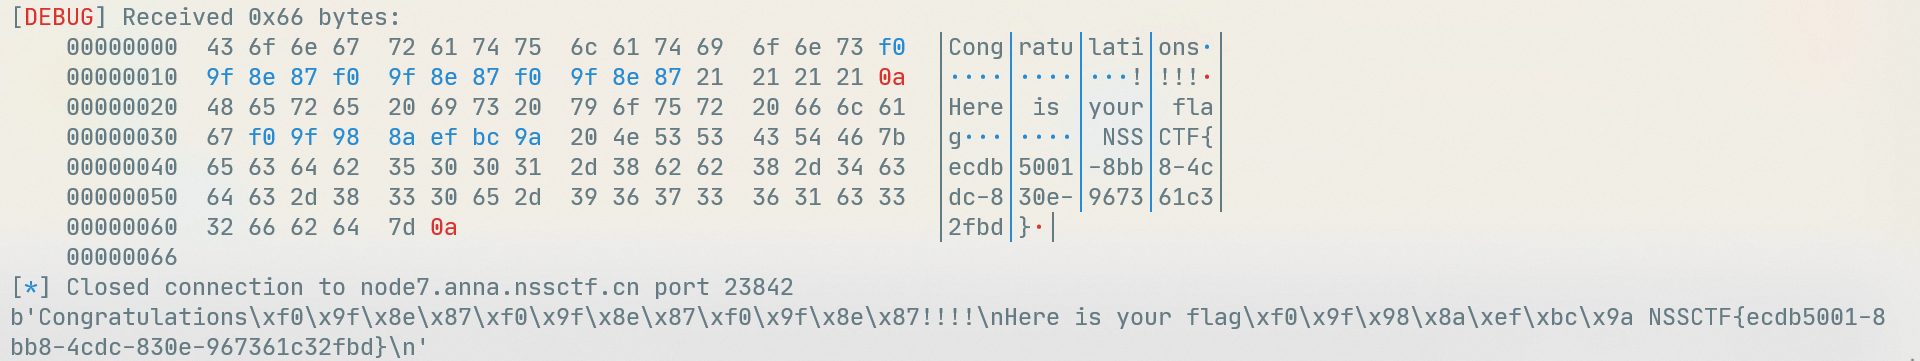 [DEBUG] Received 0x66 bytes:
00000000  43 6f 6e 67  72 61 74 75  6c 61 74 69  6f 6e 73 f0  │Cong│ratu│lati│ons·│
00000010  9f 8e 87 f0  9f 8e 87 f0  9f 8e 87 21  21 21 21 0a  │····│····│···!│!!!·│
00000020  48 65 72 65  20 69 73 20  79 6f 75 72  20 66 6c 61  │Here│ is │your│ fla│
00000030  67 f0 9f 98  8a ef bc 9a  20 4e 53 53  43 54 46 7b  │g···│····│ NSS│CTF{│
00000040  65 63 64 62  35 30 30 31  2d 38 62 62  38 2d 34 63  │ecdb│5001│-8bb│8-4c│
00000050  64 63 2d 38  33 30 65 2d  39 36 37 33  36 31 63 33  │dc-8│30e-│9673│61c3│
00000060  32 66 62 64  7d 0a  │2fbd│}·│
00000066
[*] Closed connection to node7.anna.nssctf.cn port 23842
b'Congratulations\xf0\x9f\x8e\x87\xf0\x9f\x8e\x87\xf0\x9f\x8e\x87!!!!\nHere is your flag\xf0\x9f\x98\x8a\xef\xbc\x9a NSSCTF{ecdb5001-8
bb8-4cdc-830e-967361c32fbd}\n'